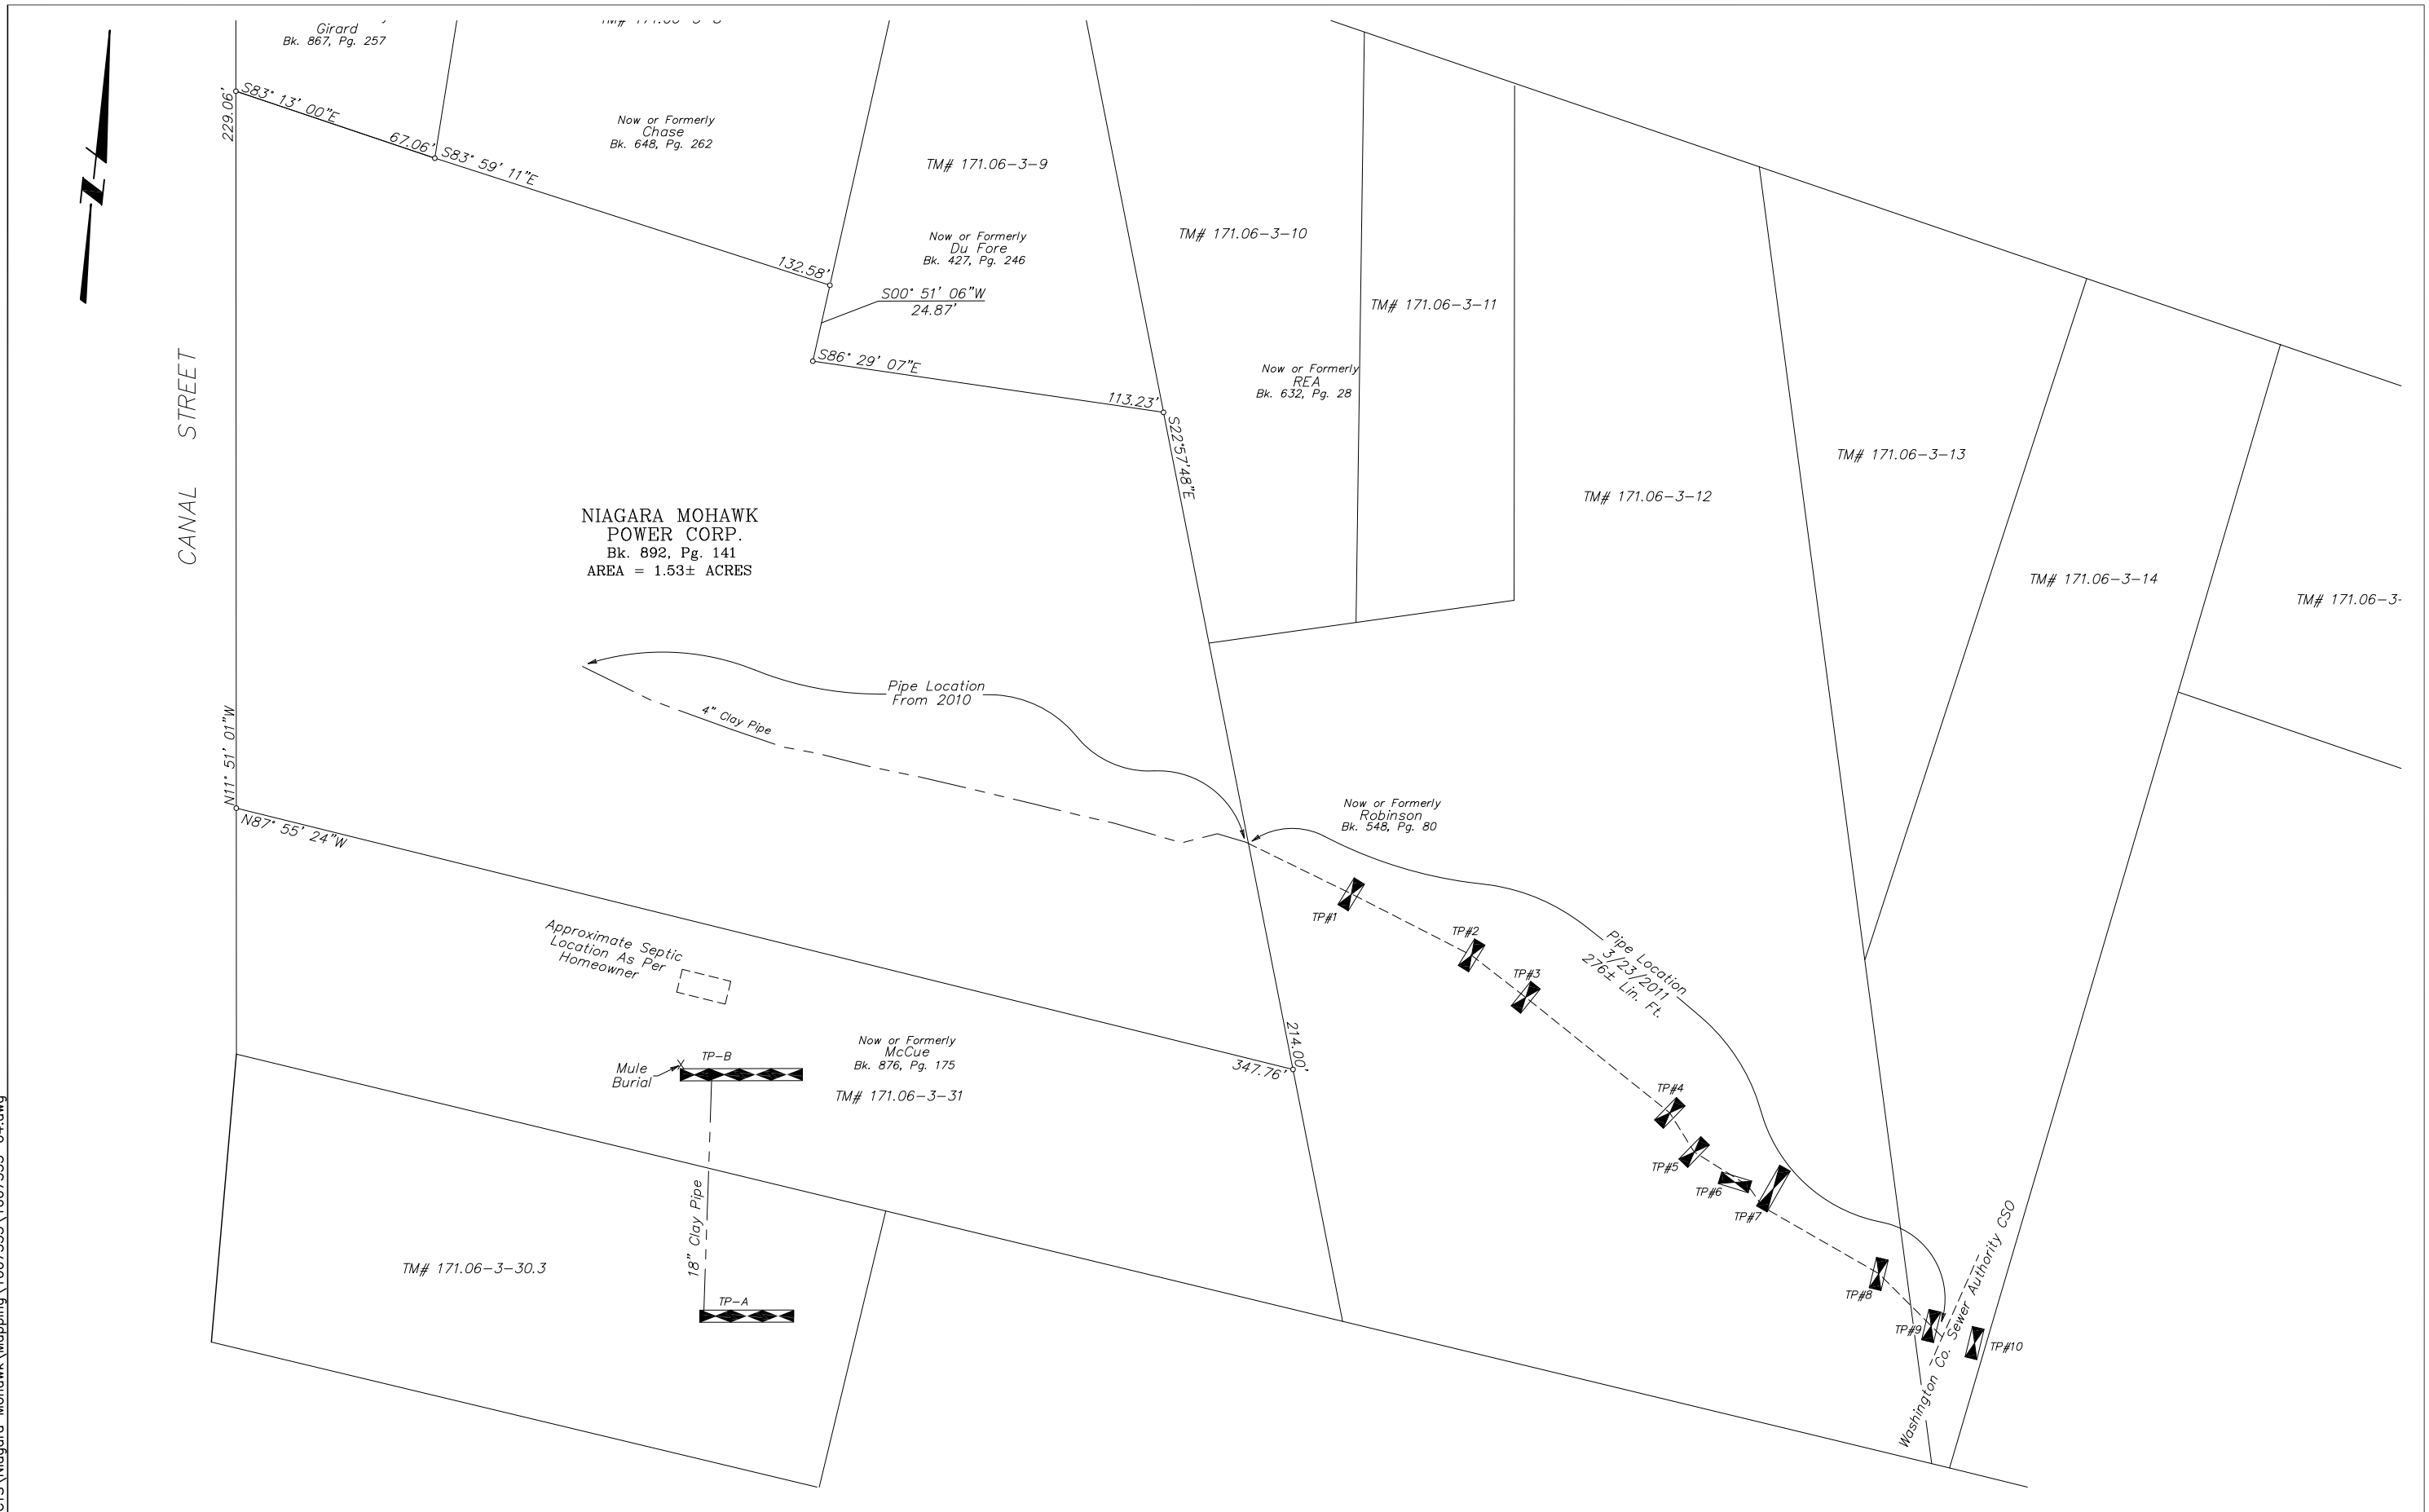 Girard
Bk. 867, Pg. 257
229.06'
S83° 13' 00"E
67.06'
S83° 59' 11"E
132.58'
Now or Formerly
Chase
Bk. 648, Pg. 262
TM# 171.06-3-9
Now or Formerly
Du Fore
Bk. 427, Pg. 246
S00° 51' 06"W
24.87'
S86° 29' 07"E
113.23'
S22°57'48"E
TM# 171.06-3-10
TM# 171.06-3-11
Now or Formerly
REA
Bk. 632, Pg. 28
TM# 171.06-3-12
TM# 171.06-3-13
TM# 171.06-3-14
TM# 171.06-3-
CANAL STREET
NIAGARA MOHAWK
POWER CORP.
Bk. 892, Pg. 141
AREA = 1.53± ACRES
Pipe Location
From 2010
4" Clay Pipe
N11° 51' 01"W
N87° 55' 24"W
Now or Formerly
Robinson
Bk. 548, Pg. 80
TP#1
TP#2
TP#3
Pipe Location
3/23/2011
276± Lin. Ft.
Approximate Septic
Location As Per
Homeowner
214.00'
347.76'
Now or Formerly
McCue
Bk. 876, Pg. 175
TM# 171.06-3-31
Mule
Burial
X
TP-B
TP#4
TP#5
TP#6
TP#7
18" Clay Pipe
TM# 171.06-3-30.3
TP-A
TP#8
TP#9
TP#10
Washington Co. Sewer Authority CSO